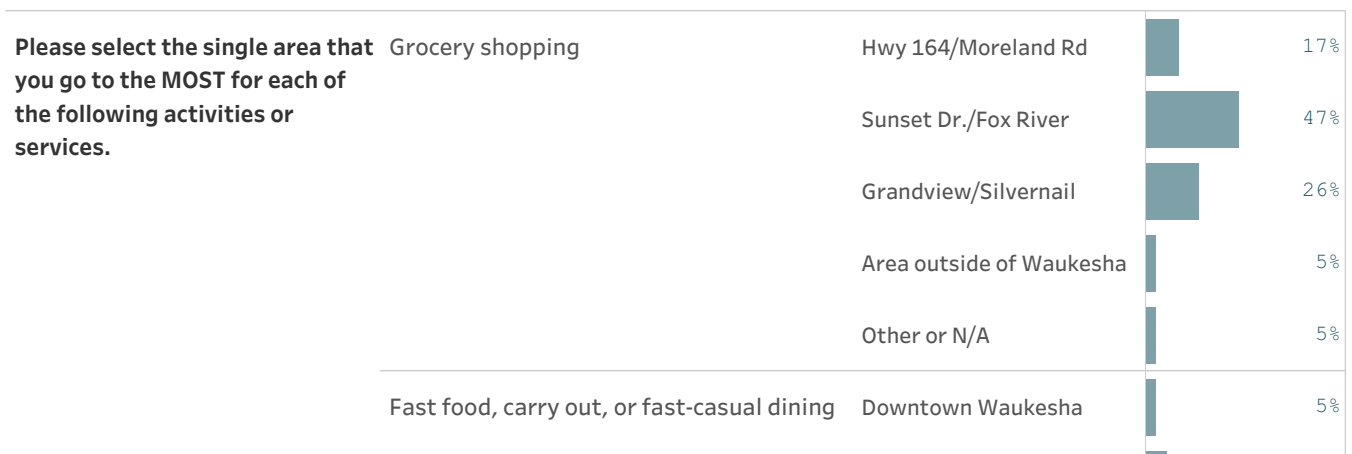 Please select the single area that
you go to the MOST for each of
the following activities or
services.
Grocery shopping
Hwy 164/Moreland Rd 17%
Sunset Dr./Fox River 47%
Grandview/Silvernail 26%
Area outside of Waukesha 5%
Other or N/A 5%
Fast food, carry out, or fast-casual dining
Downtown Waukesha 5%